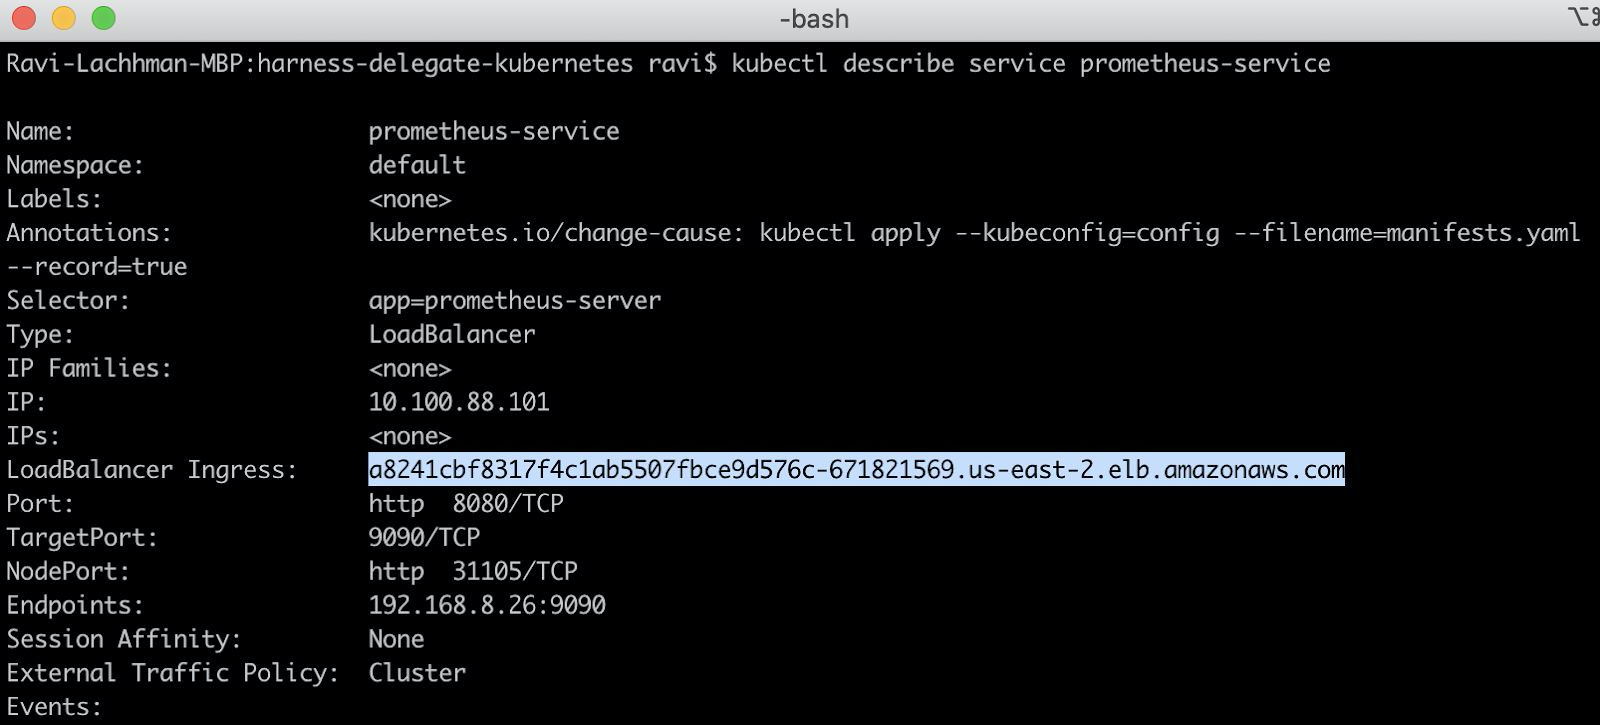 -bash
Ravi-Lachhman-MBP:harness-delegate-kubernetes ravi$ kubectl describe service prometheus-service
Name: prometheus-service
Namespace: default
Labels: <none>
Annotations: kubernetes.io/change-cause: kubectl apply --kubeconfig=config --filename=manifests.yaml
--record=true
Selector: app=prometheus-server
Type: LoadBalancer
IP Families: <none>
IP: 10.100.88.101
IPs: <none>
LoadBalancer Ingress: a8241cbf8317f4c1ab5507fbce9d576c-671821569.us-east-2.elb.amazonaws.com
Port: http 8080/TCP
TargetPort: 9090/TCP
NodePort: http 31105/TCP
Endpoints: 192.168.8.26:9090
Session Affinity: None
External Traffic Policy: Cluster
Events: